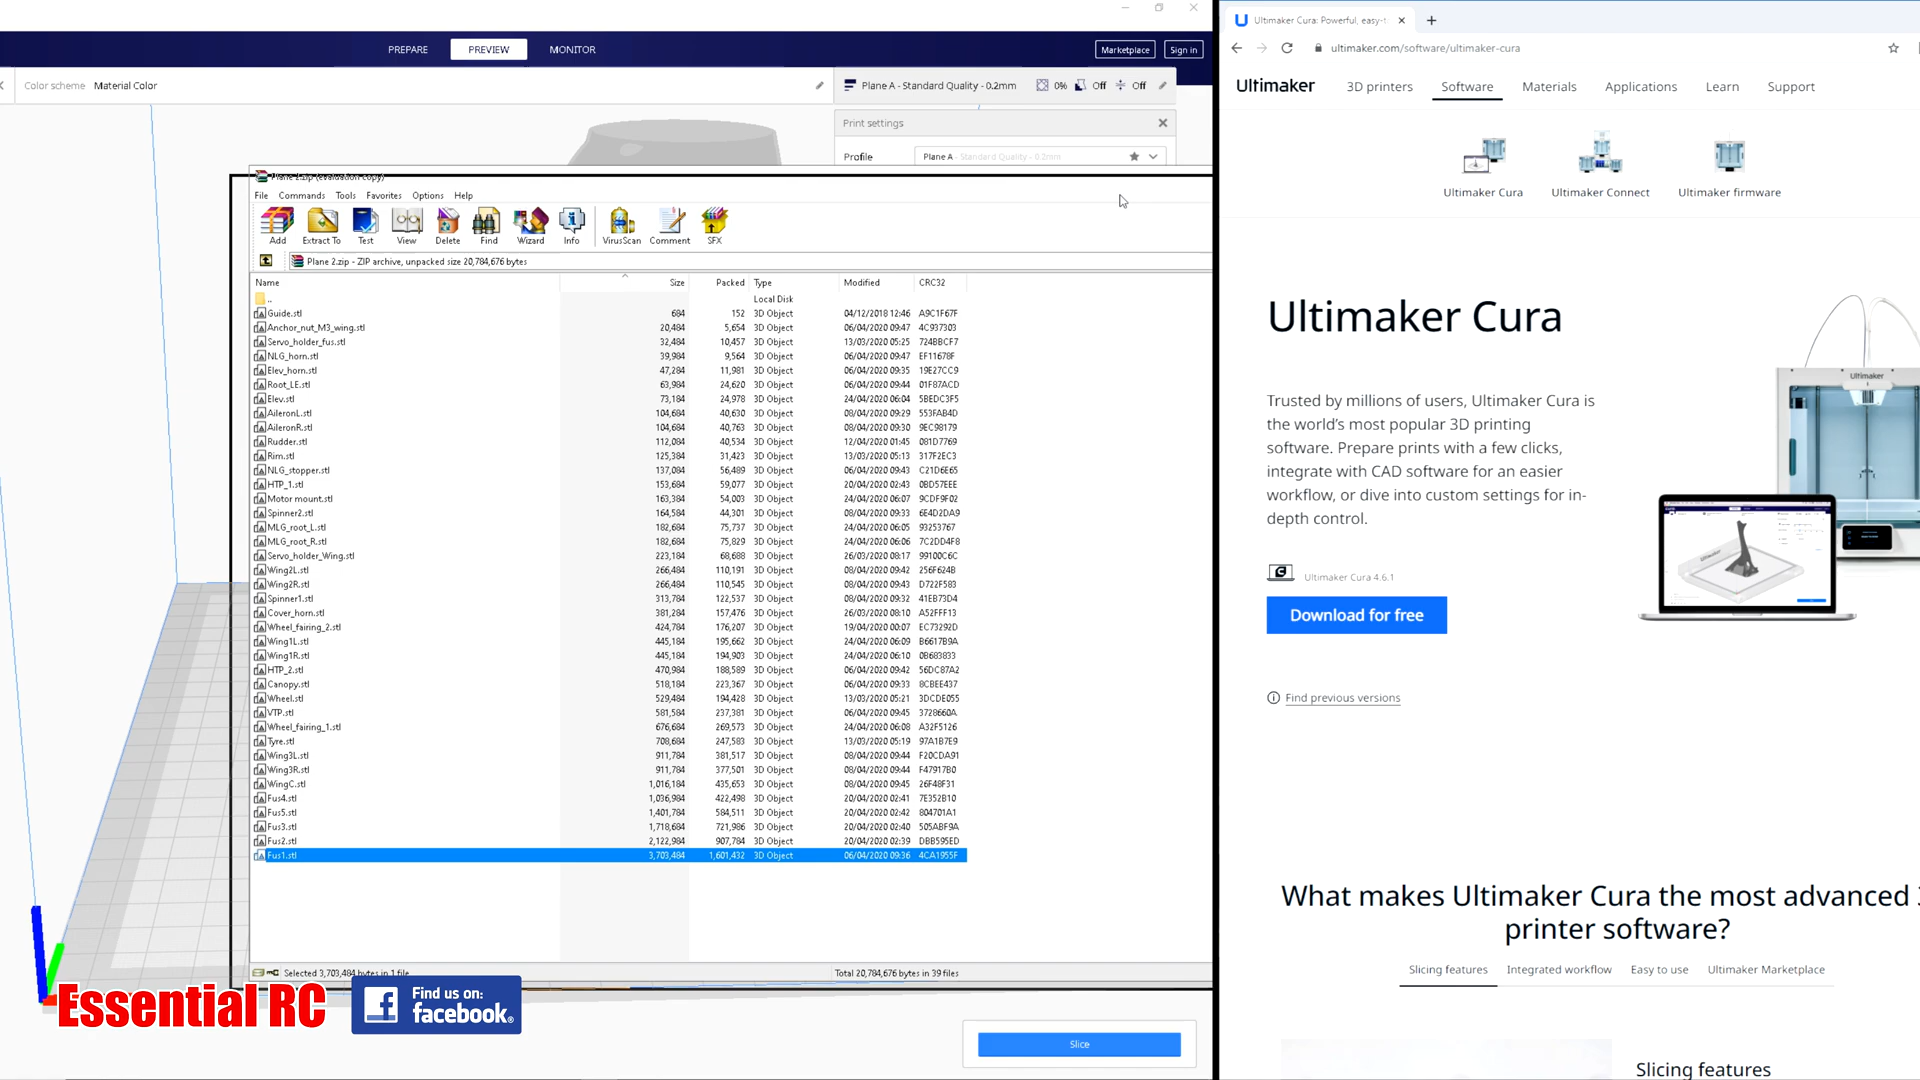 PREPARE PREVIEW MONITOR Marketplace Sign in
Color scheme Material Color
Plane A - Standard Quality - 0.2mm 0% Off Off
Print settings
Profile Plane A - Standard Quality - 0.2mm
Plane 2.zip (evaluation copy)
File Commands Tools Favorites Options Help
Add Extract To Test View Delete Find Wizard Info VirusScan Comment SFX
Plane 2.zip - ZIP archive, unpacked size 20,784,676 bytes
Name Size Packed Type Modified CRC32
.. Local Disk
Guide.stl 684 152 3D Object 04/12/2018 12:46 A9C1F67F
Anchor_nut_M3_wing.stl 20,484 5,654 3D Object 06/04/2020 09:47 4C937303
Servo_holder_fus.stl 32,484 10,457 3D Object 13/03/2020 05:25 724BBCF7
NLG_horn.stl 39,984 9,564 3D Object 06/04/2020 09:47 EF11678F
Elev_horn.stl 47,284 11,981 3D Object 06/04/2020 09:35 19E27CC9
Root_LE.stl 63,984 24,620 3D Object 06/04/2020 09:44 01F87ACD
Elev.stl 73,184 24,978 3D Object 24/04/2020 06:04 5BEDC3F5
AileronL.stl 104,684 40,630 3D Object 08/04/2020 09:29 553FAB4D
AileronR.stl 104,684 40,763 3D Object 08/04/2020 09:30 9EC98179
Rudder.stl 112,084 40,534 3D Object 12/04/2020 01:45 081D7769
Rim.stl 125,384 31,423 3D Object 13/03/2020 05:13 317F2EC3
NLG_stopper.stl 137,084 56,489 3D Object 06/04/2020 09:43 C21D6E65
HTP_1.stl 153,684 59,077 3D Object 20/04/2020 02:43 0BD57EEE
Motor mount.stl 163,384 54,003 3D Object 24/04/2020 06:07 9CDF9F02
Spinner2.stl 164,584 44,301 3D Object 08/04/2020 09:33 6E4D2DA9
MLG_root_L.stl 182,684 75,737 3D Object 24/04/2020 06:05 93253767
MLG_root_R.stl 182,684 75,829 3D Object 24/04/2020 06:06 7C2DD4F8
Servo_holder_Wing.stl 223,184 68,688 3D Object 26/03/2020 08:17 99100C6C
Wing2L.stl 266,484 110,191 3D Object 08/04/2020 09:42 256F624B
Wing2R.stl 266,484 110,545 3D Object 08/04/2020 09:43 D722F583
Spinner1.stl 313,784 122,537 3D Object 08/04/2020 09:32 41EB73D4
Cover_horn.stl 381,284 157,476 3D Object 26/03/2020 08:10 A52FFF13
Wheel_fairing_2.stl 424,784 176,207 3D Object 19/04/2020 00:07 EC73292D
Wing1L.stl 445,184 195,662 3D Object 24/04/2020 06:09 B6617B9A
Wing1R.stl 445,184 194,903 3D Object 24/04/2020 06:10 0B683833
HTP_2.stl 470,984 188,589 3D Object 06/04/2020 09:42 56DC87A2
Canopy.stl 518,184 223,367 3D Object 06/04/2020 09:33 8CBEE437
Wheel.stl 529,484 194,428 3D Object 13/03/2020 05:21 3DCDE055
VTP.stl 581,584 237,381 3D Object 06/04/2020 09:45 3728660A
Wheel_fairing_1.stl 676,684 269,573 3D Object 24/04/2020 06:08 A32F5126
Tyre.stl 708,684 247,583 3D Object 13/03/2020 05:19 97A1B7E9
Wing3L.stl 911,784 381,517 3D Object 08/04/2020 09:44 F20CDA91
Wing3R.stl 911,784 377,501 3D Object 08/04/2020 09:44 F47917B0
WingC.stl 1,016,184 435,653 3D Object 08/04/2020 09:45 26F48F31
Fus4.stl 1,036,984 422,498 3D Object 20/04/2020 02:41 7E352B10
Fus5.stl 1,401,784 584,511 3D Object 20/04/2020 02:42 804701A1
Fus3.stl 1,718,684 721,986 3D Object 20/04/2020 02:40 505ABF9A
Fus2.stl 2,122,984 907,784 3D Object 20/04/2020 02:39 DBB595ED
Fus1.stl 3,703,484 1,601,432 3D Object 06/04/2020 09:36 4CA1955F
Selected 3,703,484 bytes in 1 file Total 20,784,676 bytes in 39 files
Essential RC
Find us on:
facebook.
Slice
Ultimaker Cura: Powerful, easy-t
ultimaker.com/software/ultimaker-cura
Ultimaker 3D printers Software Materials Applications Learn Support
Ultimaker Cura Ultimaker Connect Ultimaker firmware
Ultimaker Cura
Ultimaker
Trusted by millions of users, Ultimaker Cura is
the world's most popular 3D printing
software. Prepare prints with a few clicks,
integrate with CAD software for an easier
workflow, or dive into custom settings for in-
depth control.
Ultimaker Cura 4.6.1
Download for free
Find previous versions
What makes Ultimaker Cura the most advanced
printer software?
Slicing features Integrated workflow Easy to use Ultimaker Marketplace
Slicing features